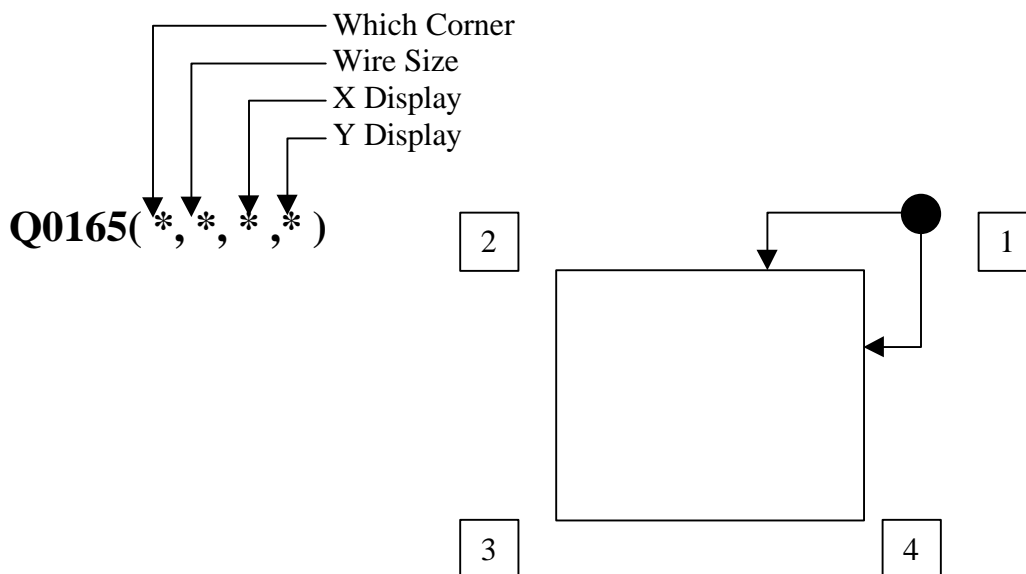 Which Corner
Wire Size
X Display
Y Display
Q0165( *, *, * ,* )
2
1
3
4